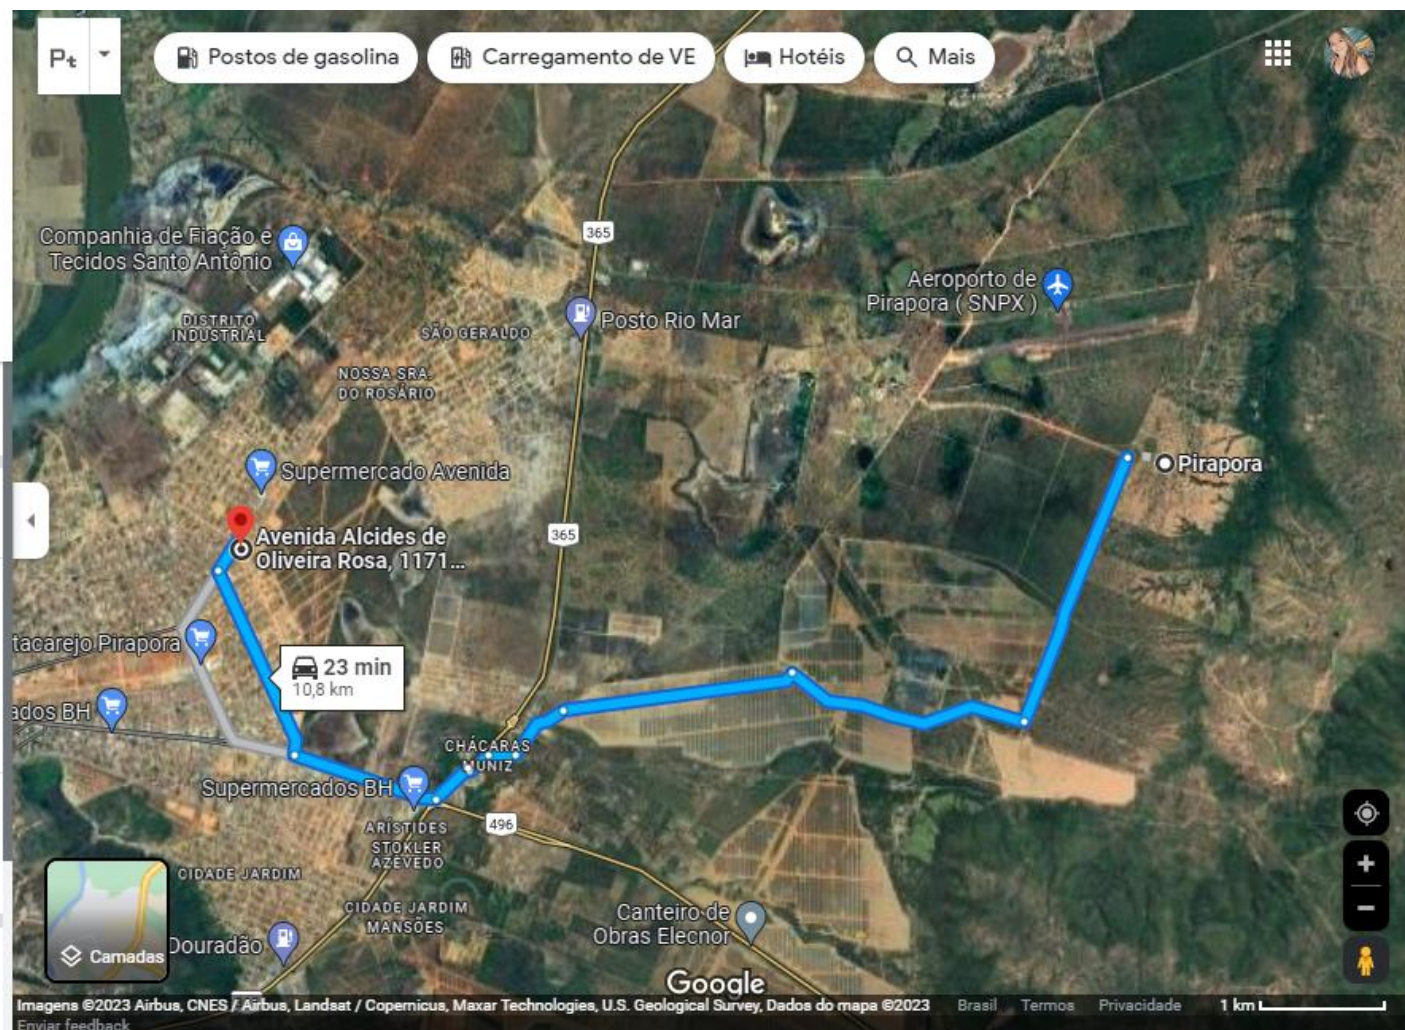 Pt
Postos de gasolina
Carregamento de VE
Hotéis
Mais
365
Companhia de Fiação e
Tecidos Santo Antônio
Aeroporto de
Pirapora ( SNPX )
DISTRITO
INDUSTRIAL
SÃO GERALDO
Posto Rio Mar
NOSSA SRA.
DO ROSÁRIO
Supermercado Avenida
Pirapora
Avenida Alcides de
Oliveira Rosa, 1171...
365
tacarejo Pirapora
23 min
10,8 km
ados BH
CHÁCARAS
MUNIZ
Supermercados BH
496
ARÍSTIDES
STOKLER
AZEVEDO
CIDADE JARDIM
CIDADE JARDIM
MANSÕES
Canteiro de
Obras Elecnor
Douradão
Camadas
Google
Imagens ©2023 Airbus, CNES / Airbus, Landsat / Copernicus, Maxar Technologies, U.S. Geological Survey, Dados do mapa ©2023 Brasil Termos Privacidade 1 km
Enviar feedback